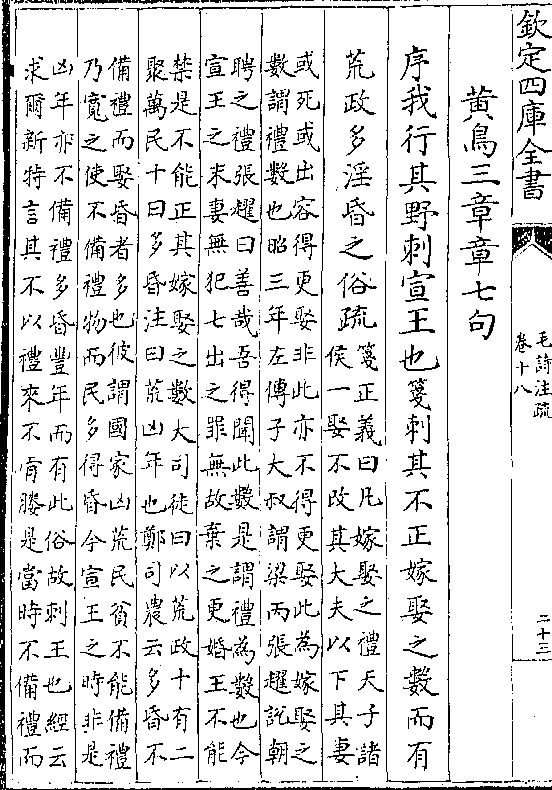 欽定四庫全書
毛詩注疏
卷十八
二十三
黄鳥三章章七句
序我行其野刺宣王也箋刺其不正嫁娶之數而有
荒政多淫昏之俗疏
箋正義曰凡嫁娶之禮天子諸
侯一娶不改其大夫以下其妻
或死或出容得更娶非此亦不得更娶此為嫁娶之
數謂禮數也昭三年左傳子大叔謂梁丙張趯說朝
聘之禮張趯曰善哉吾得聞此數是謂禮為數也今
宣王之末妻無犯七出之罪無故棄之更婚王不能
禁是不能正其嫁娶之數大司徒曰以荒政十有二
聚萬民十曰多昏注曰荒凶年也鄭司農云多昏不
備禮而娶昏者多也彼謂國家凶荒民貧不能備禮
乃寬之使不備禮物而民多得昏今宣王之時非是
凶年亦不備禮多昏豐年而有此俗故刺王也經云
求爾新特言其不以禮來不肯媵是當時不備禮而